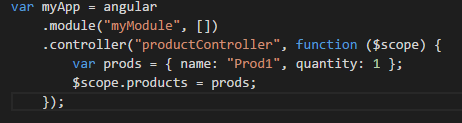 var myApp = angular
.module("myModule", [])
.controller("productController", function ($scope) {
var prods = { name: "Prod1", quantity: 1 };
$scope.products = prods;
});